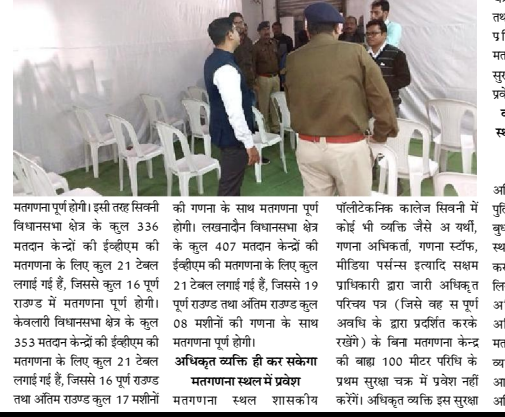 मतगणना पूर्ण होगी। इसी तरह सिवनी
विधानसभा क्षेत्र के कुल 336
मतदान केन्द्रों की ईव्हीएम की
मतगणना के लिए कुल 21 टेबल
लगाई गई हैं, जिससे कुल 16 पूर्ण
राउण्ड में मतगणना पूर्ण होगी।
केवलारी विधानसभा क्षेत्र के कुल
353 मतदान केन्द्रों की ईव्हीएम की
मतगणना के लिए कुल 21 टेबल
लगाई गई हैं, जिससे 16 पूर्ण राउण्ड
तथा अंतिम राउण्ड कुल 17 मशीनों
की गणना के साथ मतगणना पूर्ण
होगी। लखनादौन विधानसभा क्षेत्र
के कुल 407 मतदान केन्द्रों की
ईव्हीएम की मतगणना के लिए कुल
21 टेबल लगाई गई हैं, जिससे 19
पूर्ण राउण्ड तथा अंतिम राउण्ड कुल
08 मशीनों की गणना के साथ
मतगणना पूर्ण होगी।
अधिकृत व्यक्ति ही कर सकेगा
मतगणना स्थल में प्रवेश
मतगणना स्थल शासकीय
पॉलीटेकनिक कालेज सिवनी में
कोई भी व्यक्ति जैसे अ यर्थी,
गणना अभिकर्ता, गणना स्टॉफ,
मीडिया पर्सन्स इत्यादि सक्षम
प्राधिकारी द्वारा जारी अधिकृत
परिचय पत्र (जिसे वह स पूर्ण
अवधि के द्वारा प्रदर्शित करके
रखेंगे) के बिना मतगणना केन्द्र
की बाह्य 100 मीटर परिधि के
प्रथम सुरक्षा चक्र में प्रवेश नहीं
करेगें। अधिकृत व्यक्ति इस सुरक्षा